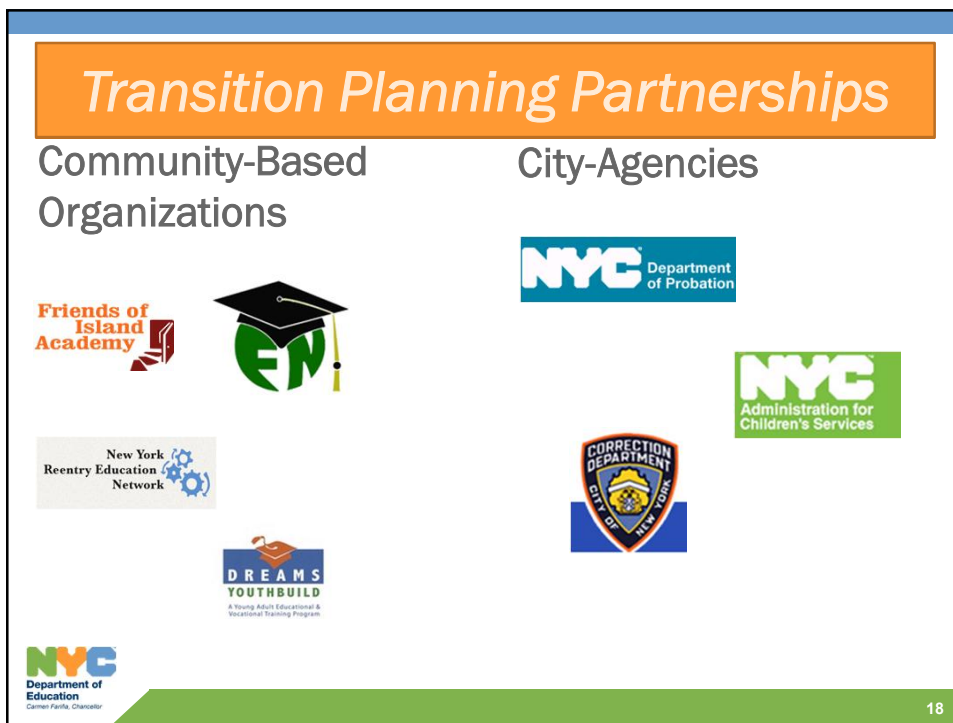 Transition Planning Partnerships
Community-Based
Organizations
City-Agencies
Friends of
Island
Academy
EN
New York
Reentry Education
Network
DREAMS
YOUTHBUILD
A Young Adult Educational &
Vocational Training Program
NYC Department
of Probation
NYC
Administration for
Children's Services
CORRECTION
DEPARTMENT
CITY OF NEW YORK
NYC
Department of
Education
Carmen Fariña, Chancellor
18